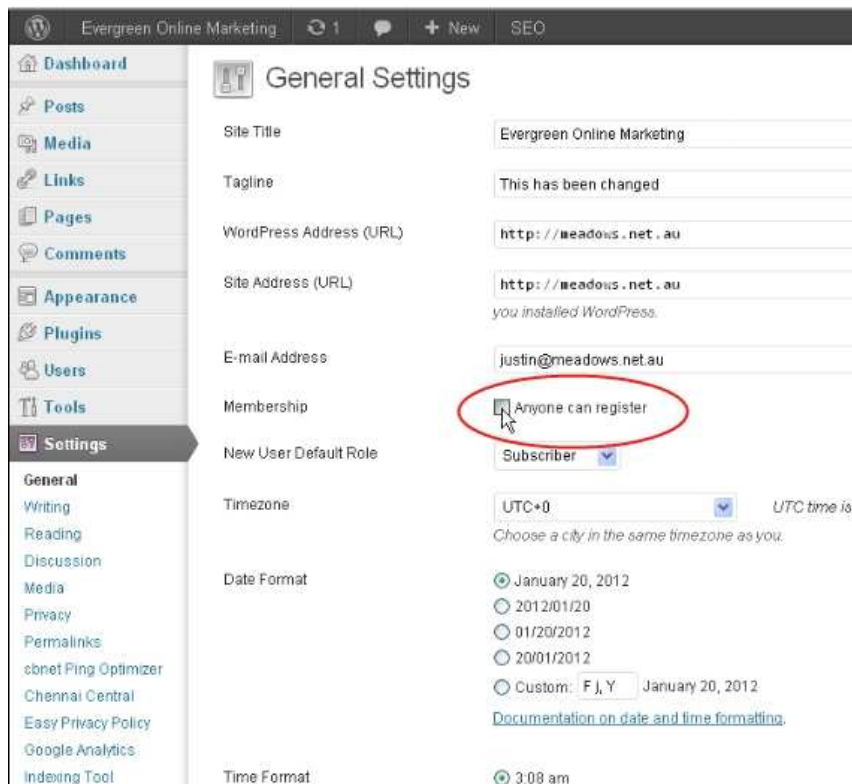 Evergreen Online Marketing 1 + New SEO
Dashboard
Posts
Media
Links
Pages
Comments
Appearance
Plugins
Users
Tools
Settings
General
Writing
Reading
Discussion
Media
Privacy
Permalinks
cbnet Ping Optimizer
Chennai Central
Easy Privacy Policy
Google Analytics
Indexing Tool
General Settings
Site Title Evergreen Online Marketing
Tagline This has been changed
WordPress Address (URL) http://meadows.net.au
Site Address (URL) http://meadows.net.au
you installed WordPress.
E-mail Address justin@meadows.net.au
Membership Anyone can register
New User Default Role Subscriber
Timezone UTC+0 UTC time is
Choose a city in the same timezone as you.
Date Format January 20, 2012
2012/01/20
01/20/2012
20/01/2012
Custom: F j, Y January 20, 2012
Documentation on date and time formatting.
Time Format 3:08 am